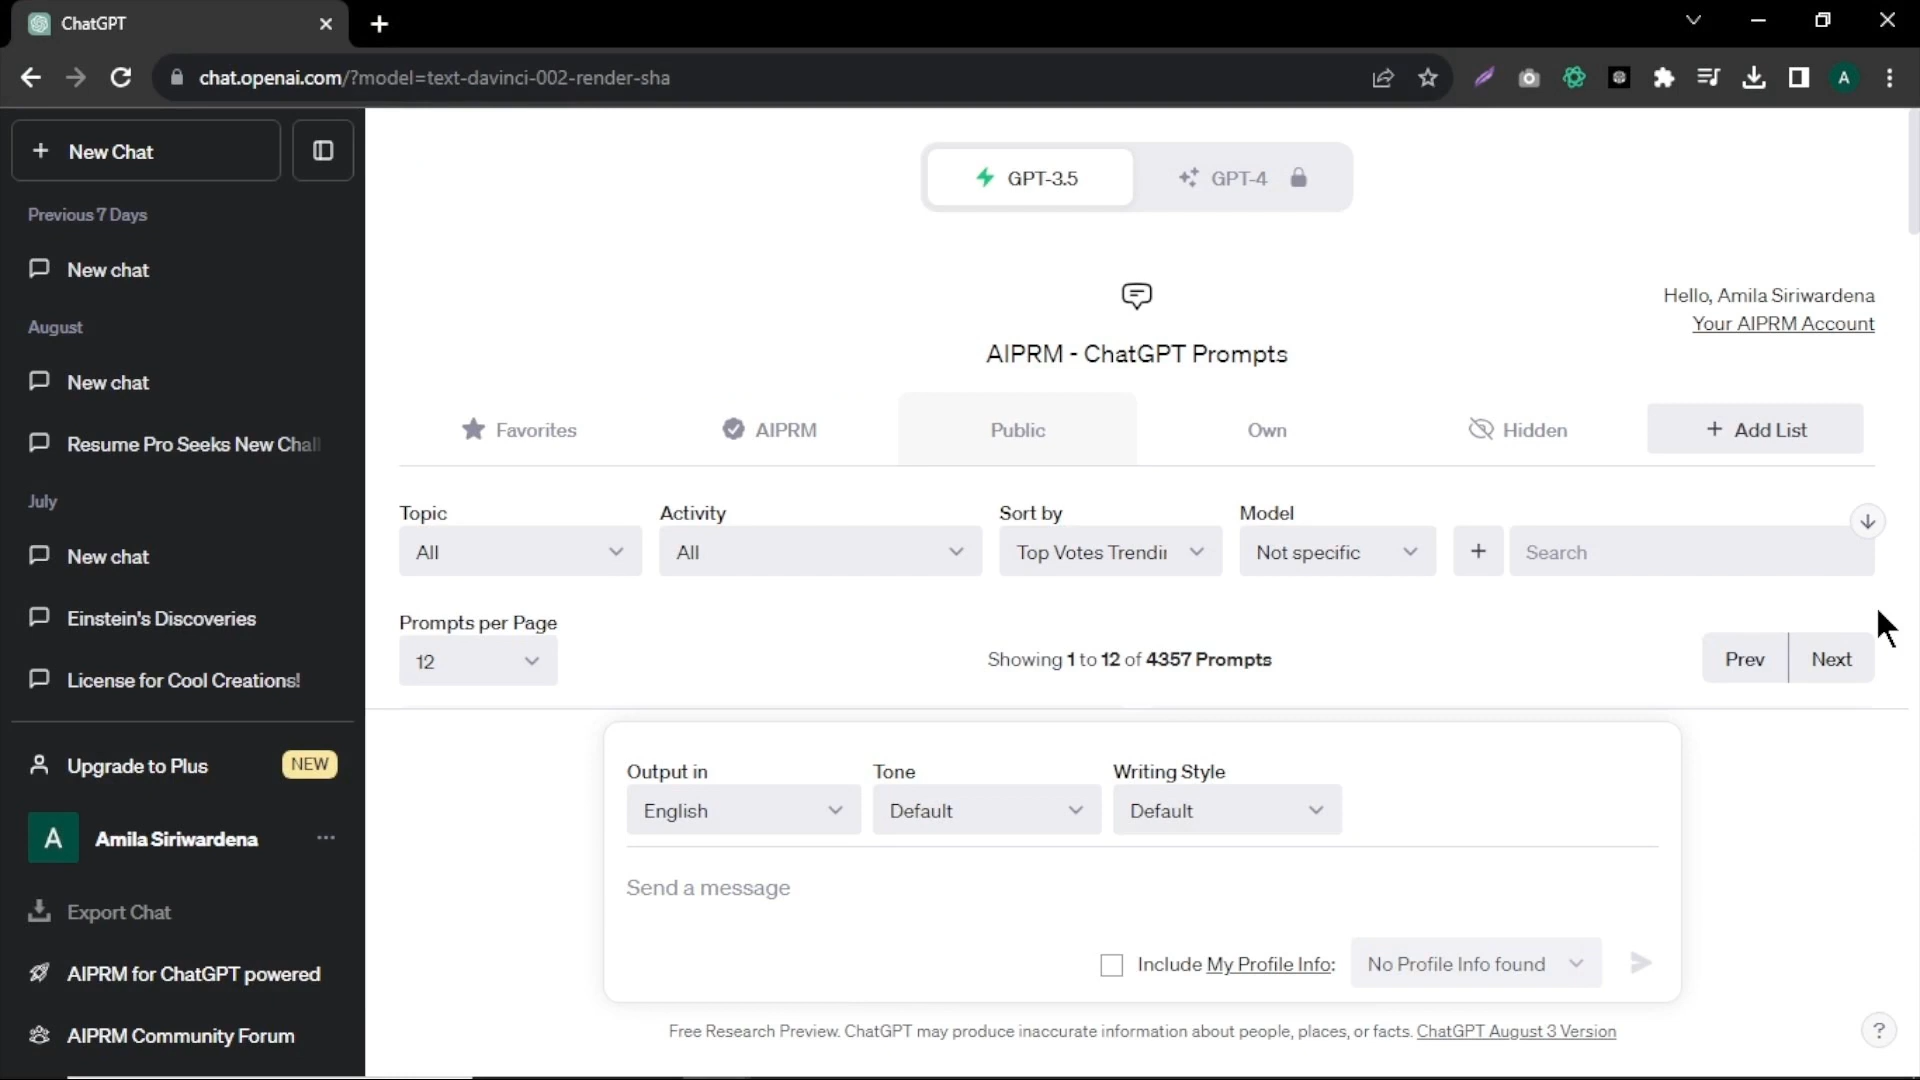 ChatGPT
chat.openai.com/?model=text-davinci-002-render-sha
A
New Chat
Previous 7 Days
New chat
August
New chat
Resume Pro Seeks New Chall
July
New chat
Einstein's Discoveries
License for Cool Creations!
Upgrade to Plus NEW
A Amila Siriwardena
Export Chat
AIPRM for ChatGPT powered
AIPRM Community Forum
GPT-3.5 GPT-4
Hello, Amila Siriwardena
Your AIPRM Account
AIPRM - ChatGPT Prompts
Favorites AIPRM Public Own Hidden + Add List
Topic Activity Sort by Model
All All Top Votes Trendin Not specific + Search
Prompts per Page
12 Showing 1 to 12 of 4357 Prompts Prev Next
Output in Tone Writing Style
English Default Default
Send a message
Include My Profile Info: No Profile Info found
Free Research Preview. ChatGPT may produce inaccurate information about people, places, or facts. ChatGPT August 3 Version
?